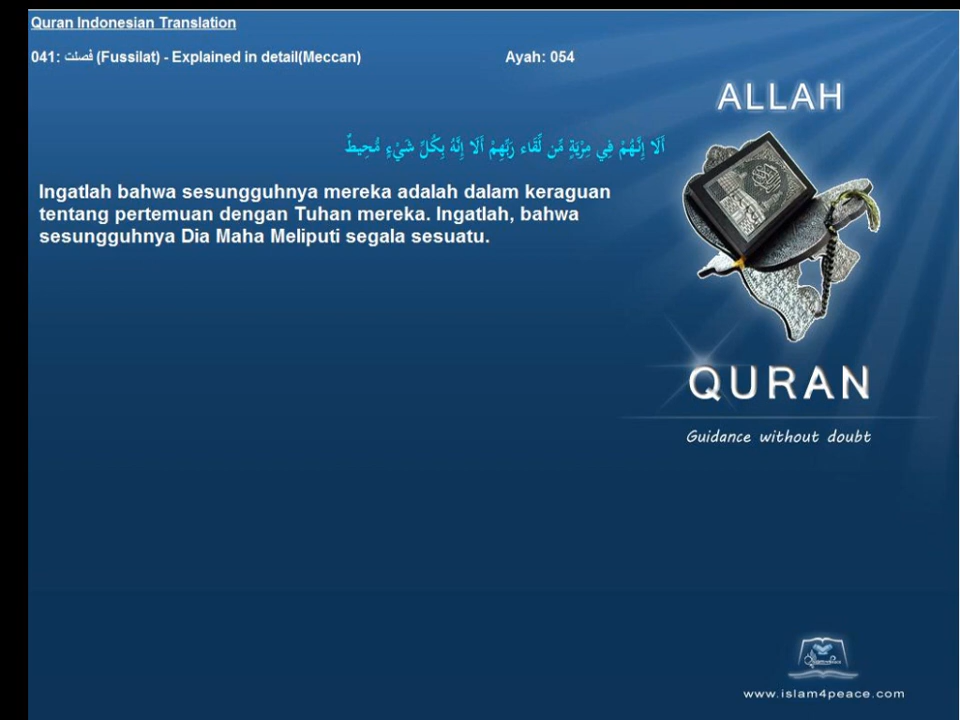 Quran Indonesian Translation
041: فصلت (Fussilat) - Explained in detail(Meccan) Ayah: 054
ALLAH
أَلَا إِنَّهُمْ فِي مِرْيَةٍ مِّن لِّقَاء رَبِّهِمْ أَلَا إِنَّهُ بِكُلِّ شَيْءٍ مُّحِيطٌ
Ingatlah bahwa sesungguhnya mereka adalah dalam keraguan
tentang pertemuan dengan Tuhan mereka. Ingatlah, bahwa
sesungguhnya Dia Maha Meliputi segala sesuatu.
QURAN
Guidance without doubt
www.islam4peace.com